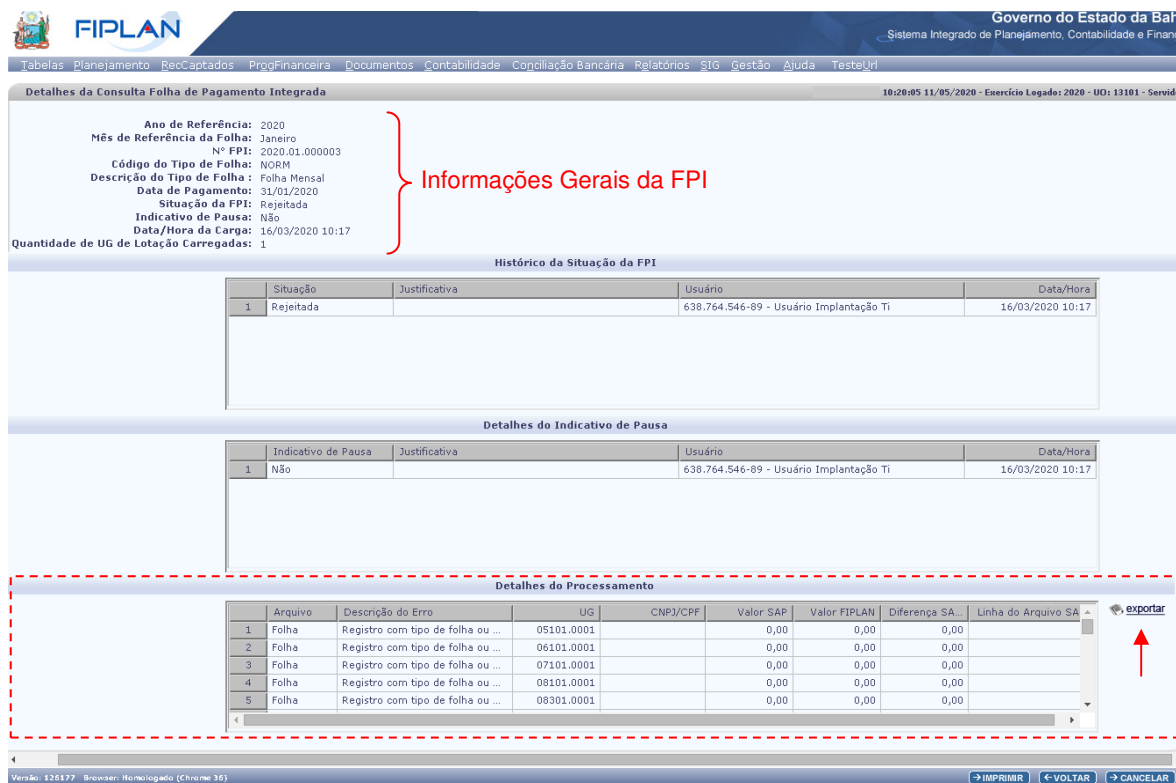 FIPLAN
Governo do Estado da Bah
Sistema Integrado de Planejamento, Contabilidade e Finanç
Tabelas Planejamento RecCaptados ProgFinanceira Documentos Contabilidade Conciliação Bancária Relatórios SIG Gestão Ajuda TesteUrl
Detalhes da Consulta Folha de Pagamento Integrada 10:20:05 11/05/2020 - Exercício Logado: 2020 - UO: 13101 - Servid
Ano de Referência: 2020
Mês de Referência da Folha: Janeiro
N° FPI: 2020.01.000003
Código do Tipo de Folha: NORM
Descrição do Tipo de Folha : Folha Mensal
Data de Pagamento: 31/01/2020
Situação da FPI: Rejeitada
Indicativo de Pausa: Não
Data/Hora da Carga: 16/03/2020 10:17
Quantidade de UG de Lotação Carregadas: 1
Informações Gerais da FPI
Histórico da Situação da FPI
Situação Justificativa Usuário Data/Hora
1 Rejeitada 638.764.546-89 - Usuário Implantação Ti 16/03/2020 10:17
Detalhes do Indicativo de Pausa
Indicativo de Pausa Justificativa Usuário Data/Hora
1 Não 638.764.546-89 - Usuário Implantação Ti 16/03/2020 10:17
Detalhes do Processamento
Arquivo Descrição do Erro UG CNPJ/CPF Valor SAP Valor FIPLAN Diferença SA... Linha do Arquivo SA
exportar
1 Folha Registro com tipo de folha ou ... 05101.0001 0,00 0,00 0,00
2 Folha Registro com tipo de folha ou ... 06101.0001 0,00 0,00 0,00
3 Folha Registro com tipo de folha ou ... 07101.0001 0,00 0,00 0,00
4 Folha Registro com tipo de folha ou ... 08101.0001 0,00 0,00 0,00
5 Folha Registro com tipo de folha ou ... 08301.0001 0,00 0,00 0,00
Versão: 126177 Browser: Homologado (Chrome 36) IMPRIMIR VOLTAR CANCELAR